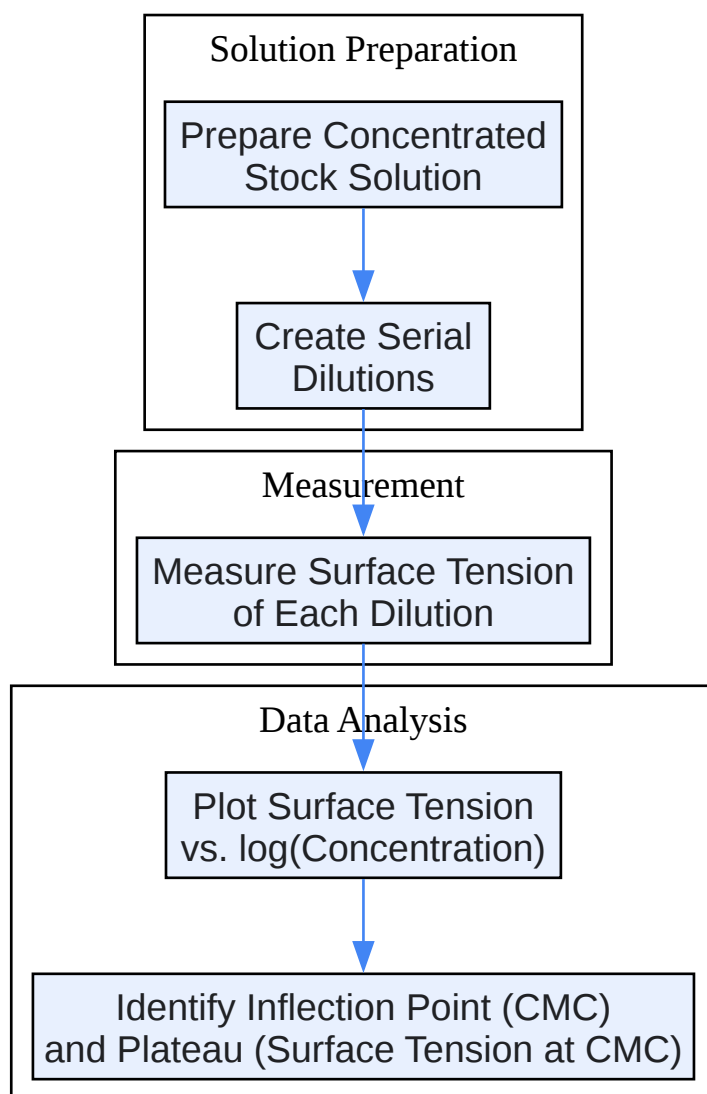 Solution Preparation
Prepare Concentrated
Stock Solution
Create Serial
Dilutions
Measurement
Measure Surface Tension
of Each Dilution
Data Analysis
Plot Surface Tension
vs. log(Concentration)
Identify Inflection Point (CMC)
and Plateau (Surface Tension at CMC)